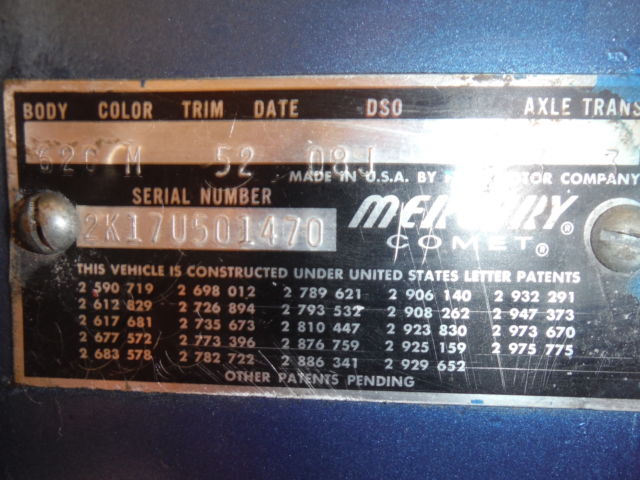 BODY COLOR TRIM DATE DSO AXLE TRANS
62C M 52 09J 3
MADE IN U.S.A. BY MOTOR COMPANY
SERIAL NUMBER
2K17U501470
MERCURY®
COMET®
THIS VEHICLE IS CONSTRUCTED UNDER UNITED STATES LETTER PATENTS
2 590 719 2 698 012 2 789 621 2 906 140 2 932 291
2 612 829 2 726 894 2 793 532 2 908 262 2 947 373
2 617 681 2 735 673 2 810 447 2 923 830 2 973 670
2 677 572 2 773 396 2 876 759 2 925 159 2 975 775
2 683 578 2 782 722 2 886 341 2 929 652
OTHER PATENTS PENDING